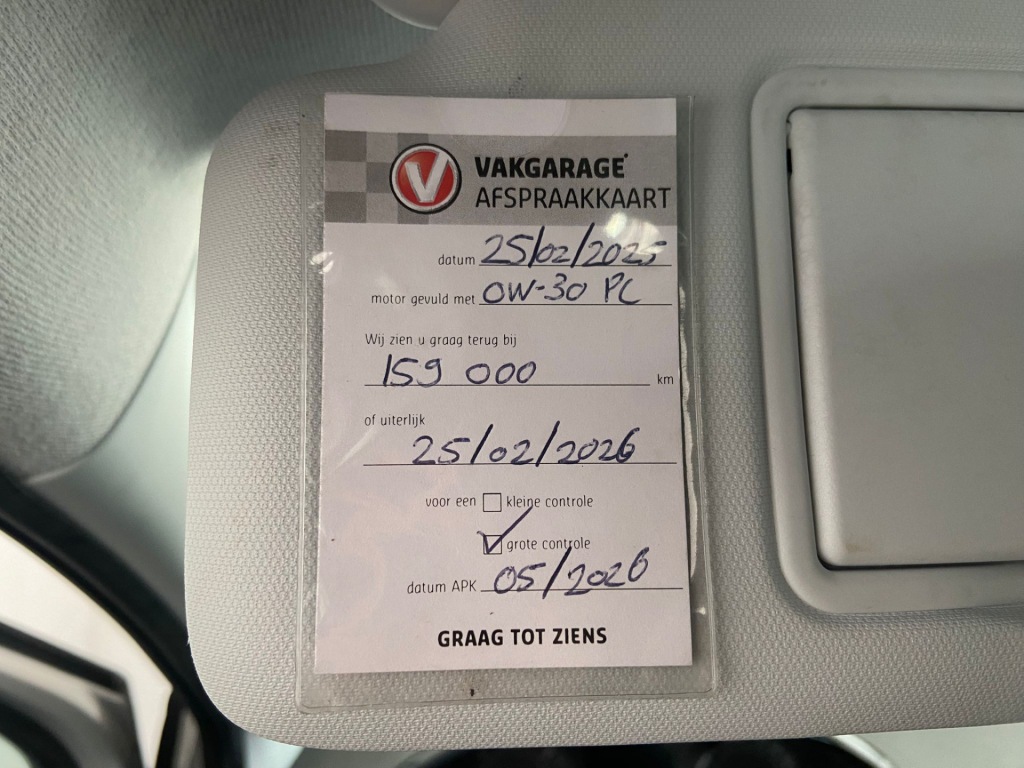 V
VAKGARAGE
AFSPRAAKKAART
datum 25/02/2025
motor gevuld met 0W-30 PC
Wij zien u graag terug bij
159 000 km
of uiterlijk
25/02/2026
voor een ☐ kleine controle
☑ grote controle
datum APK 05/2026
GRAAG TOT ZIENS